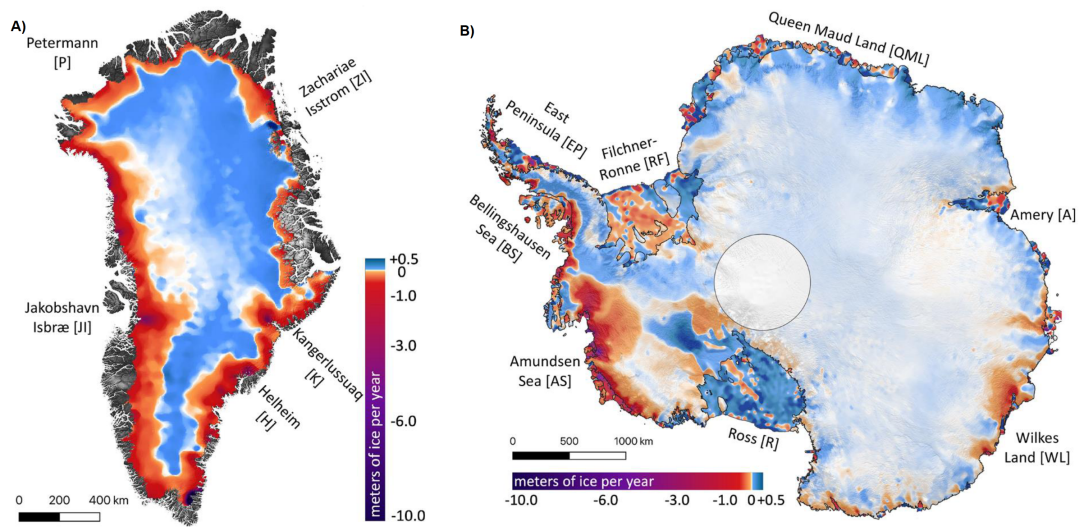 A)
Petermann
[P]
Zachariae
Isstrom [ZI]
Jakobshavn
Isbræ [JI]
Kangerlussuaq
[K]
Helheim
[H]
+0.5
0
-1.0
-3.0
-6.0
-10.0
meters of ice per year
0 200 400 km
B)
Queen Maud Land [QML]
East
Peninsula [EP]
Filchner-
Ronne [RF]
Bellingshausen
Sea [BS]
Amery [A]
Amundsen
Sea [AS]
Ross [R]
Wilkes
Land [WL]
0 500 1000 km
meters of ice per year
-10.0 -6.0 -3.0 -1.0 0 +0.5